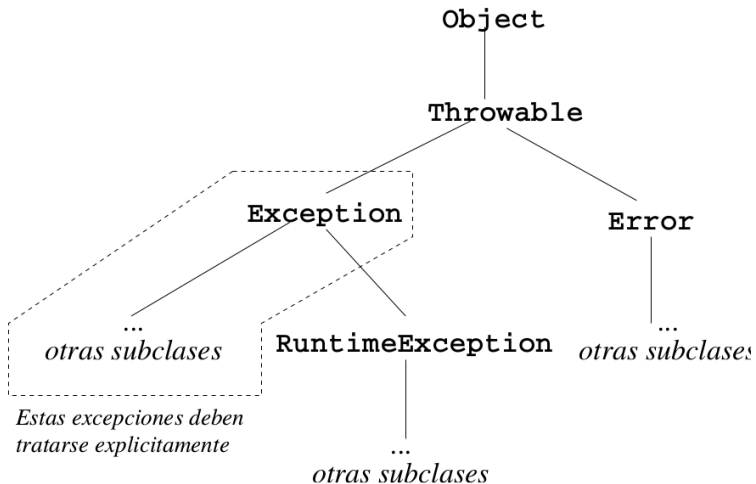 Object
Throwable
Exception
Error
...
otras subclases
RuntimeException
...
otras subclases
Estas excepciones deben
tratarse explicitamente
...
otras subclases